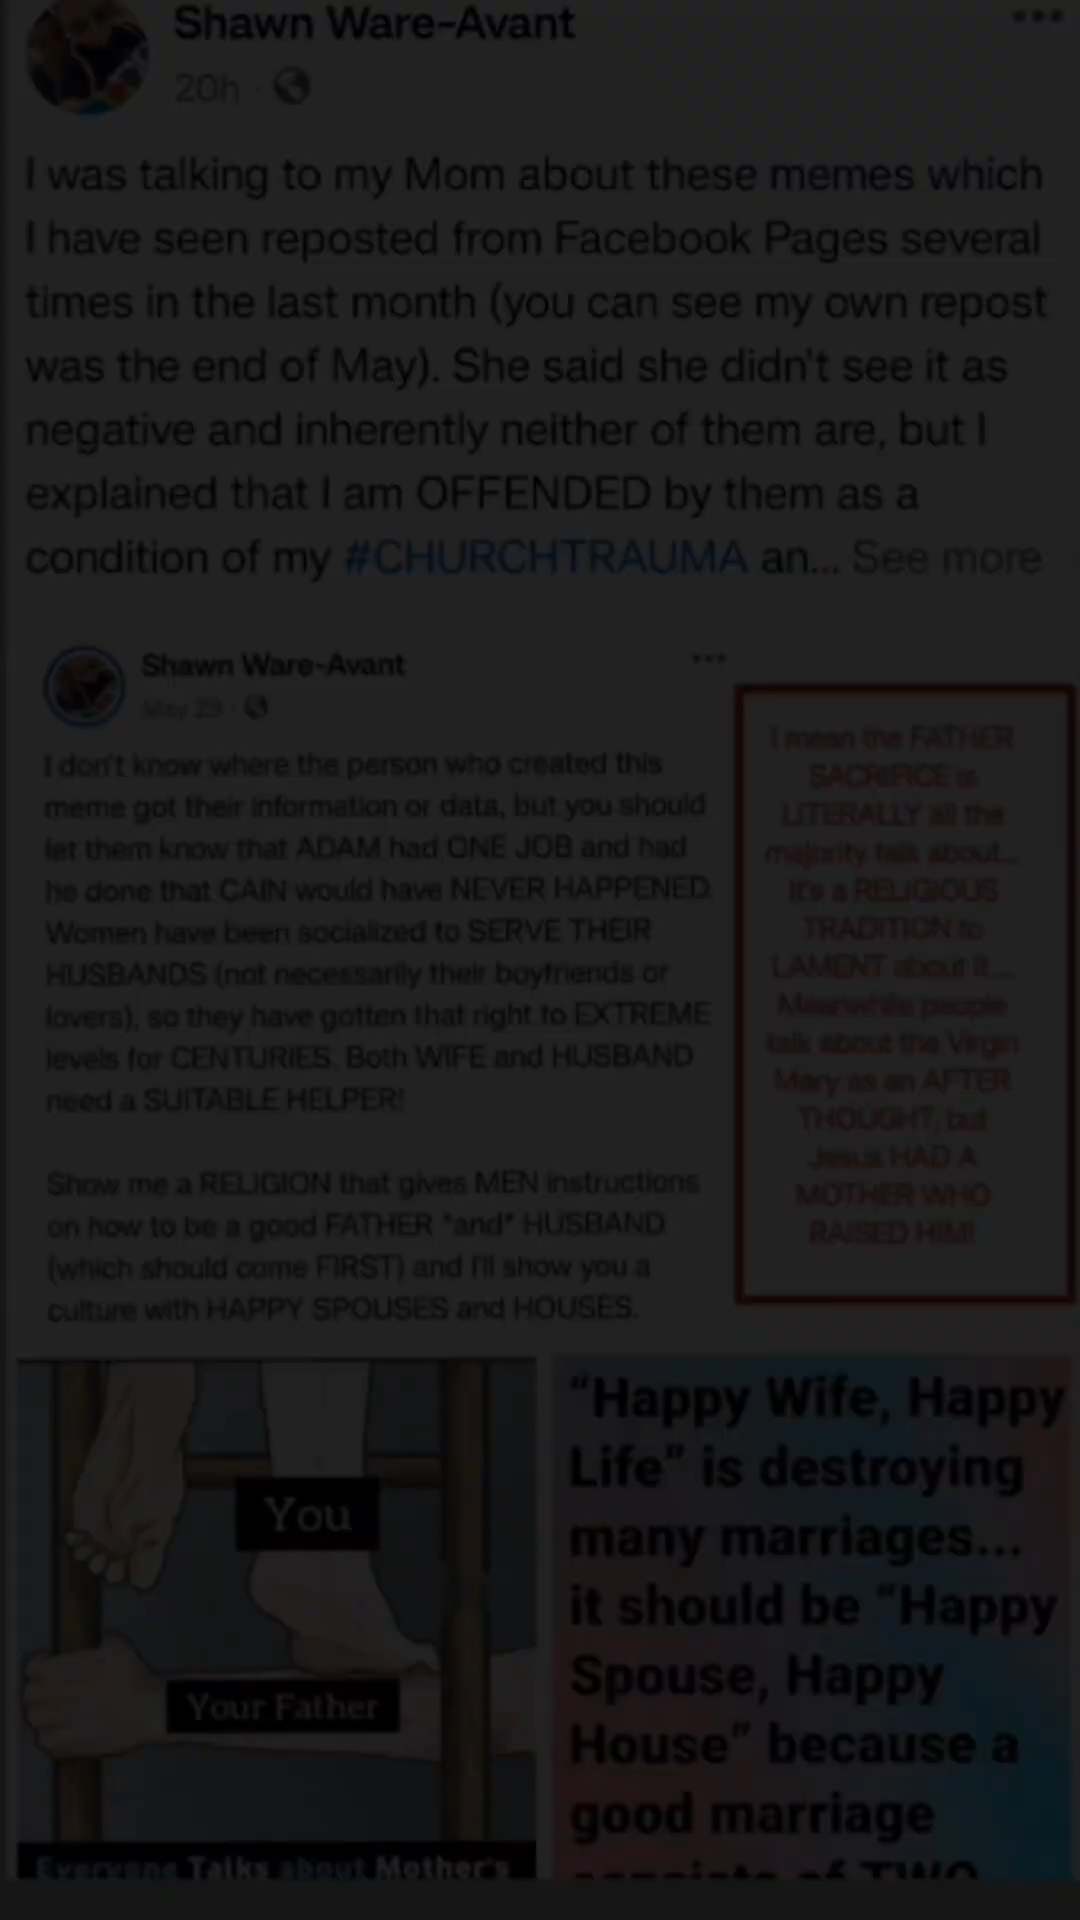 Shawn Ware-Avant
20h
I was talking to my Mom about these memes which
I have seen reposted from Facebook Pages several
times in the last month (you can see my own repost
was the end of May). She said she didn't see it as
negative and inherently neither of them are, but I
explained that I am OFFENDED by them as a
condition of my #CHURCHTRAUMA an... See more
Shawn Ware-Avant
May 29
I don't know where the person who created this
meme got their information or data, but you should
let them know that ADAM had ONE JOB and had
he done that CAIN would have NEVER HAPPENED.
Women have been socialized to SERVE THEIR
HUSBANDS (not necessarily their boyfriends or
lovers), so they have gotten that right to EXTREME
levels for CENTURIES. Both WIFE and HUSBAND
need a SUITABLE HELPER!
Show me a RELIGION that gives MEN instructions
on how to be a good FATHER *and* HUSBAND
(which should come FIRST) and I'll show you a
culture with HAPPY SPOUSES and HOUSES.
I mean the FATHER
SACRIFICE is
LITERALLY all the
majority talk about...
It's a RELIGIOUS
TRADITION to
LAMENT about it....
Meanwhile people
talk about the Virgin
Mary as an AFTER
THOUGHT, but
Jesus HAD A
MOTHER WHO
RAISED HIM!
You
Your Father
Everyone Talks about Mother's
"Happy Wife, Happy
Life" is destroying
many marriages...
it should be "Happy
Spouse, Happy
House" because a
good marriage
consists of TWO